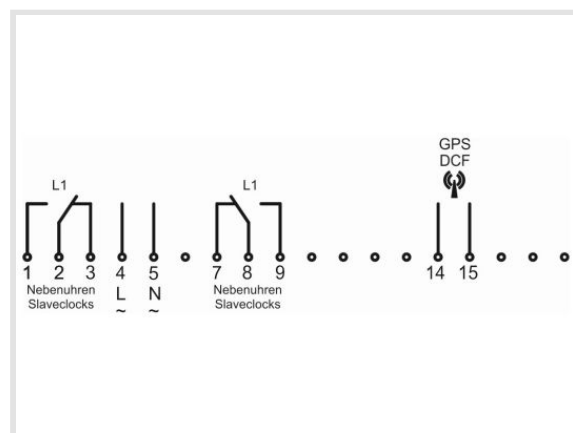 GPS
DCF
L1 L1
1 2 3 4 5 7 8 9 14 15
Nebenuhren L N Nebenuhren
Slaveclocks ~ ~ Slaveclocks